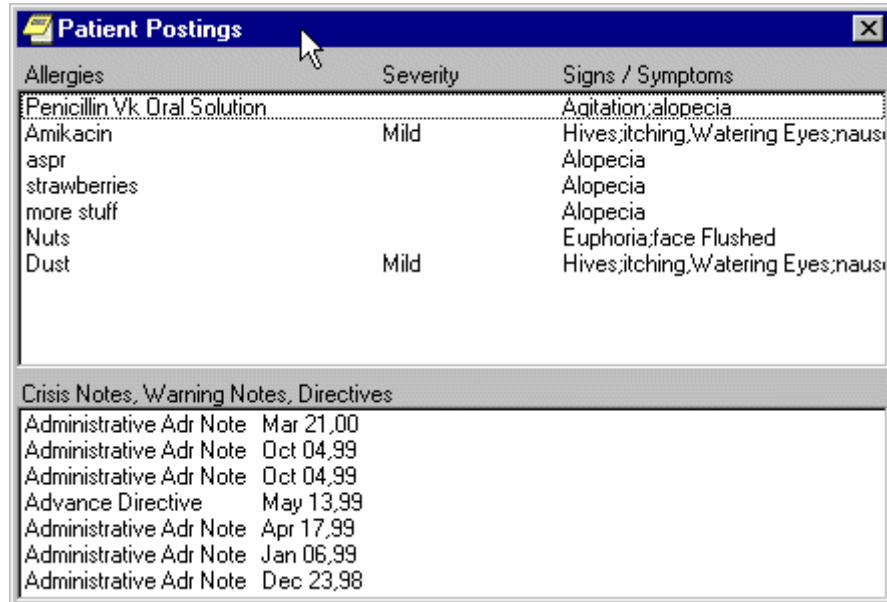 Patient Postings
Allergies Severity Signs / Symptoms
Penicillin Vk Oral Solution Agitation;alopecia
Amikacin Mild Hives;itching,Watering Eyes;naus
aspr Alopecia
strawberries Alopecia
more stuff Alopecia
Nuts Euphoria;face Flushed
Dust Mild Hives;itching,Watering Eyes;naus
Crisis Notes, Warning Notes, Directives
Administrative Adr Note Mar 21,00
Administrative Adr Note Oct 04,99
Administrative Adr Note Oct 04,99
Advance Directive May 13,99
Administrative Adr Note Apr 17,99
Administrative Adr Note Jan 06,99
Administrative Adr Note Dec 23,98